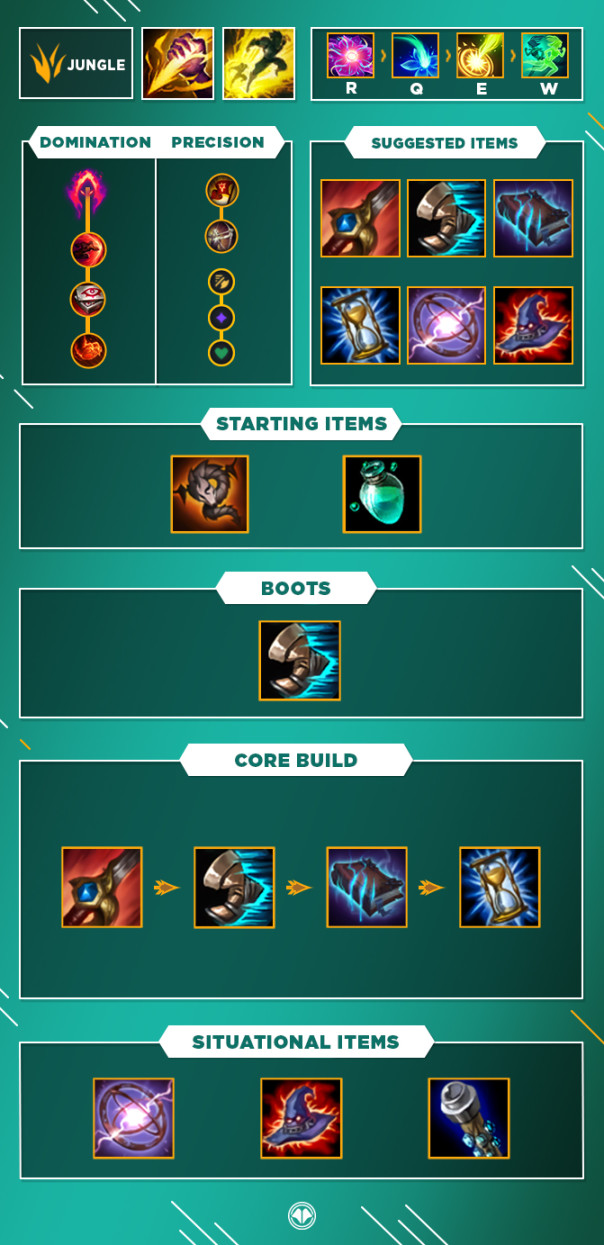 JUNGLE
R Q E W
DOMINATION PRECISION
SUGGESTED ITEMS
STARTING ITEMS
BOOTS
CORE BUILD
SITUATIONAL ITEMS